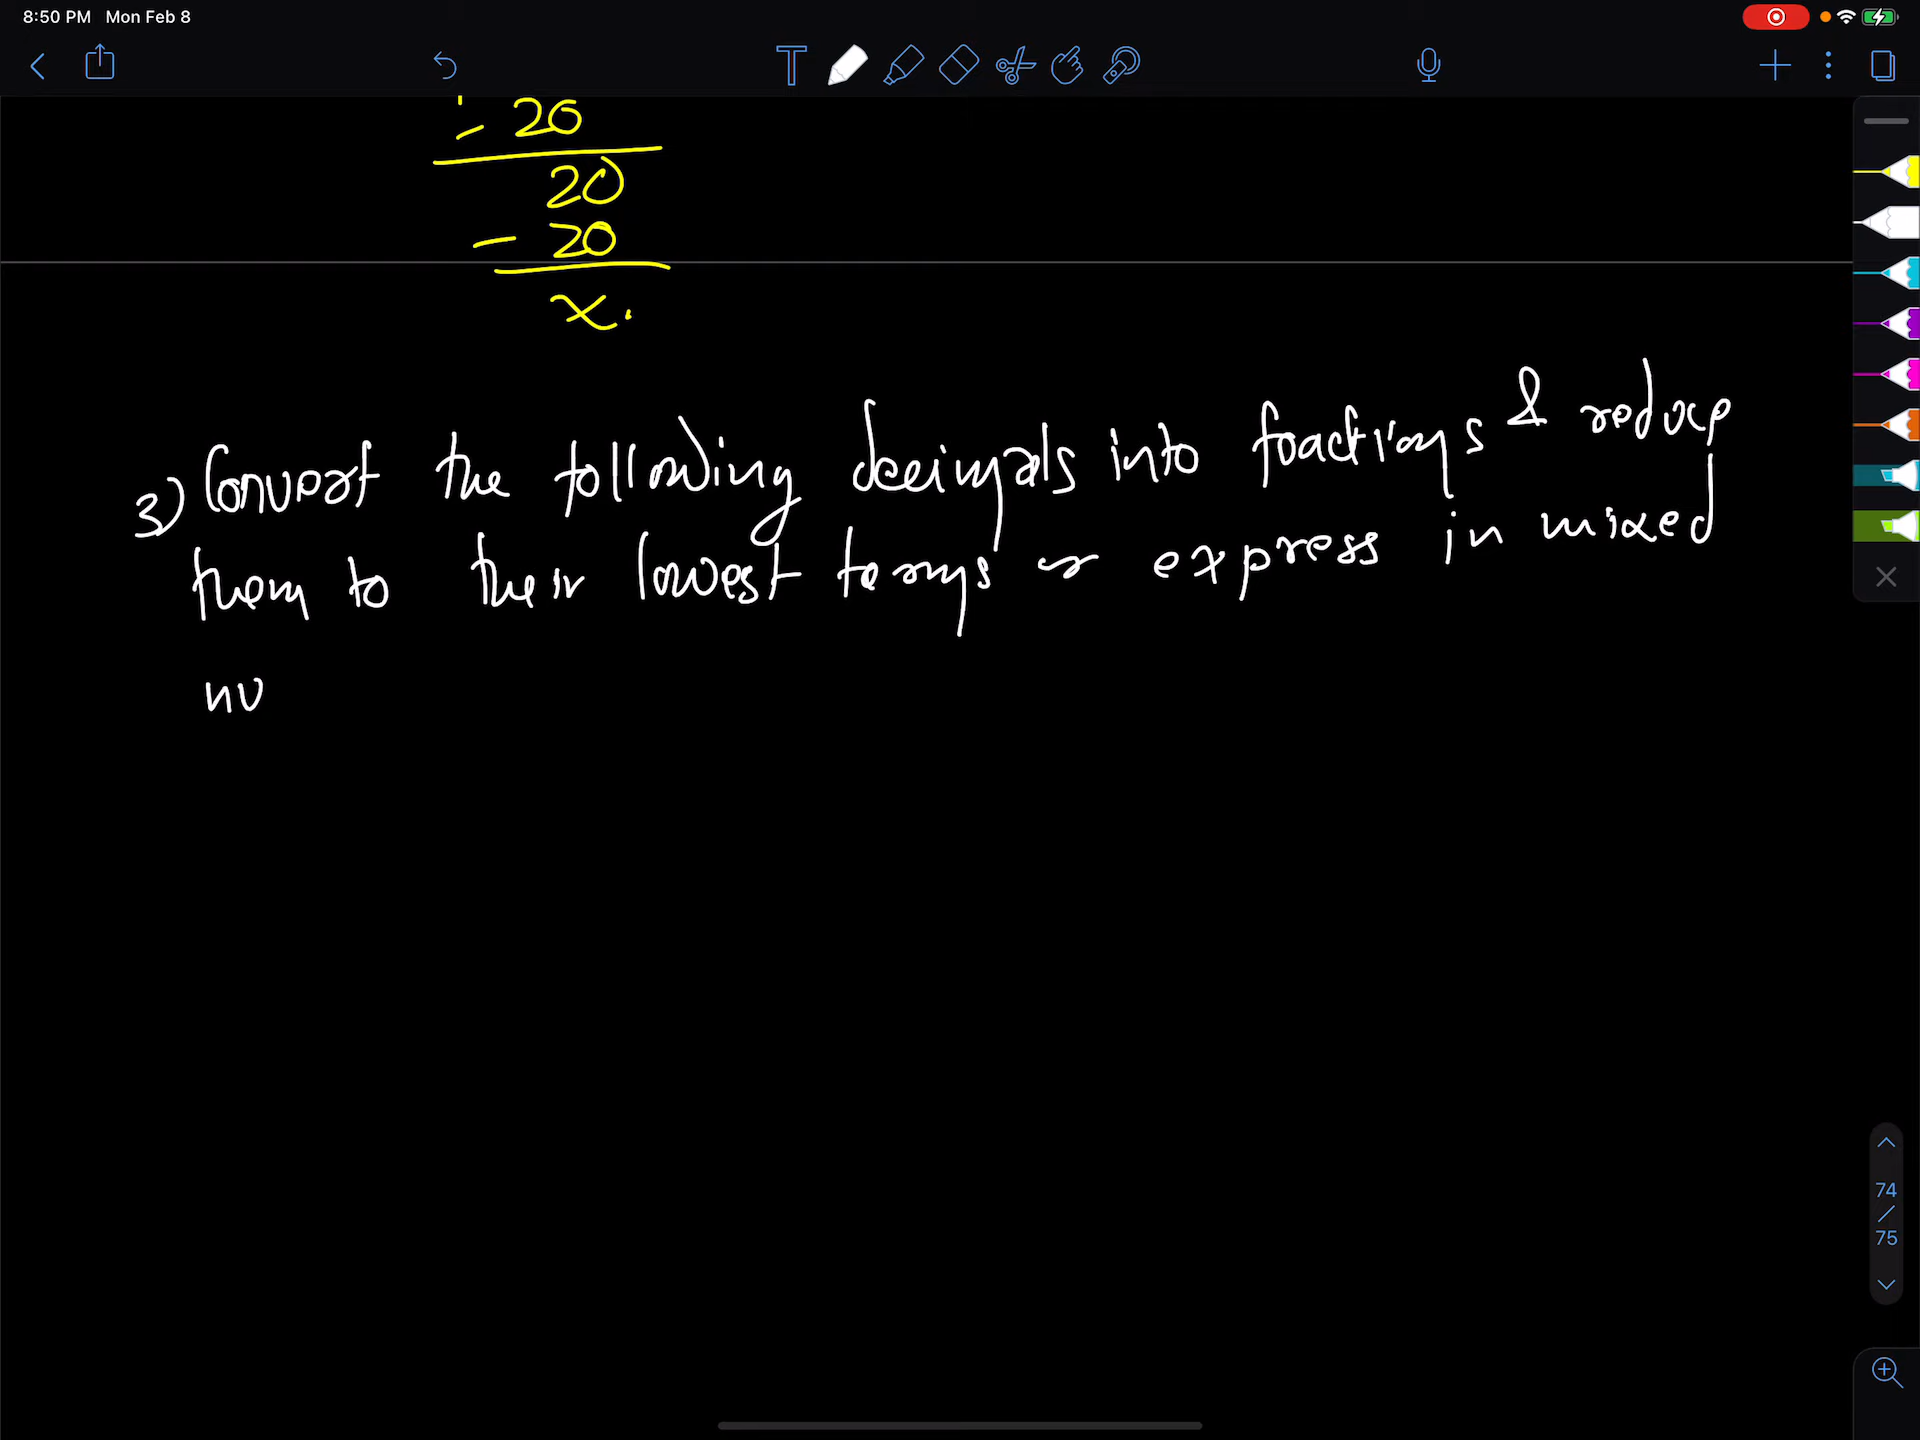 8:50 PM Mon Feb 8
- 20
20
- 20
x.
3) Convert the following decimals into fractions & reduce
them to their lowest terms or express in mixed
nu
74
/
75